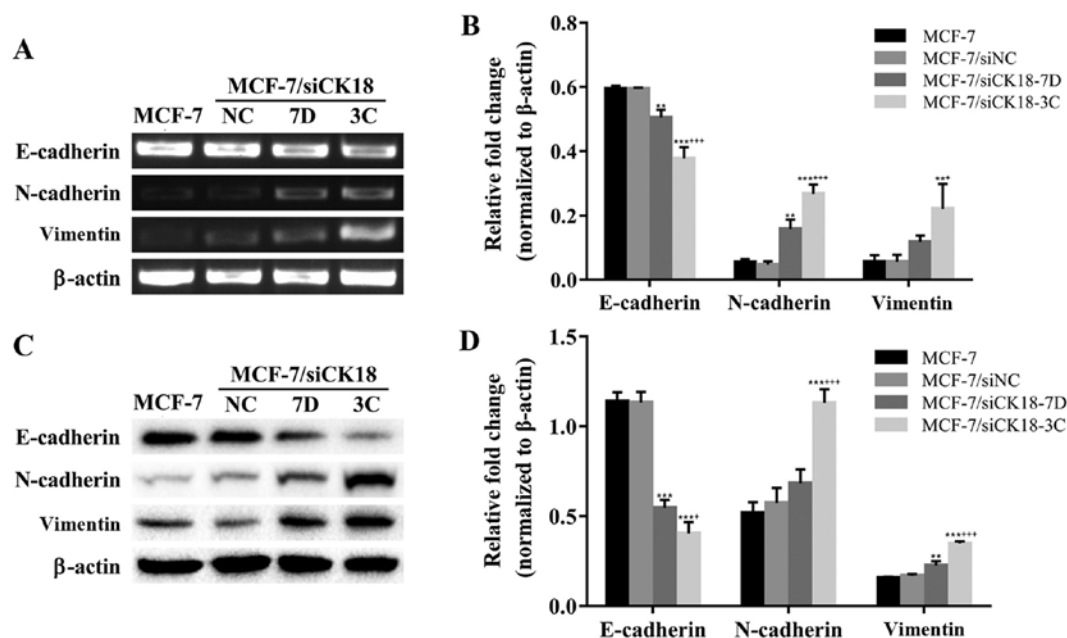 A
MCF-7/siCK18
MCF-7 NC 7D 3C
E-cadherin
N-cadherin
Vimentin
β-actin
B
Relative fold change
(normalized to β-actin)
0.8
0.6
0.4
0.2
0.0
** ***+++
** ***+++
**+
E-cadherin N-cadherin Vimentin
MCF-7
MCF-7/siNC
MCF-7/siCK18-7D
MCF-7/siCK18-3C
C
MCF-7/siCK18
MCF-7 NC 7D 3C
E-cadherin
N-cadherin
Vimentin
β-actin
D
Relative fold change
(normalized to β-actin)
1.5
1.0
0.5
0.0
*** ***+
***+++
** ***+++
E-cadherin N-cadherin Vimentin
MCF-7
MCF-7/siNC
MCF-7/siCK18-7D
MCF-7/siCK18-3C